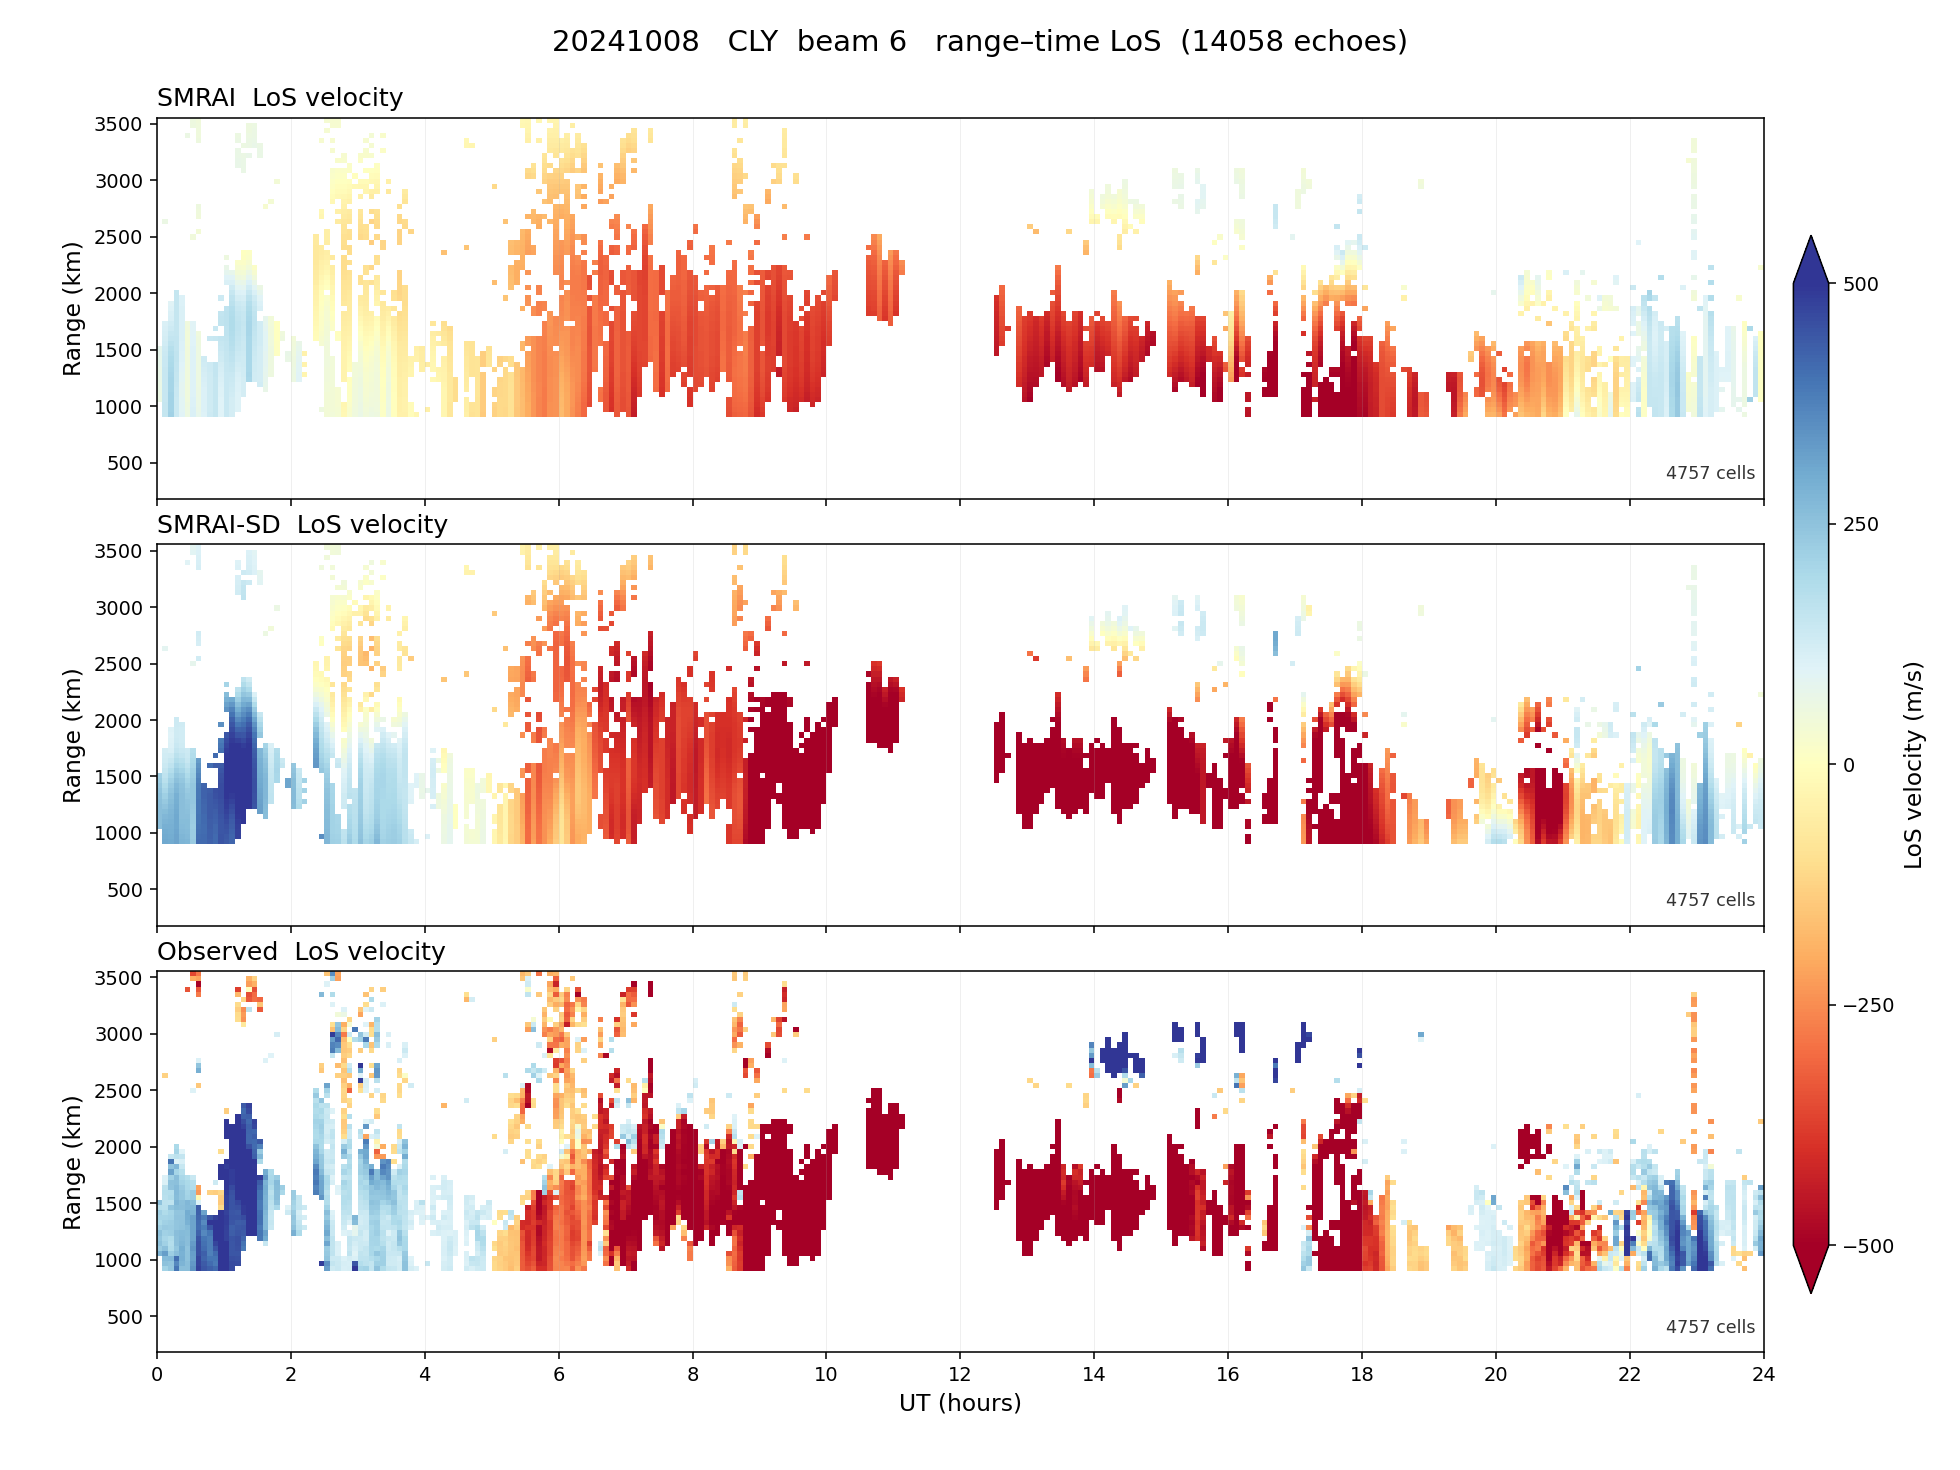 20241008   CLY  beam 6   range–time LoS  (14058 echoes)
SMRAI  LoS velocity
3500
3000
2500
2000
1500
1000
500
Range (km)
4757 cells
SMRAI-SD  LoS velocity
3500
3000
2500
2000
1500
1000
500
Range (km)
4757 cells
Observed  LoS velocity
3500
3000
2500
2000
1500
1000
500
Range (km)
4757 cells
0 2 4 6 8 10 12 14 16 18 20 22 24
UT (hours)
500
250
0
−250
−500
LoS velocity (m/s)